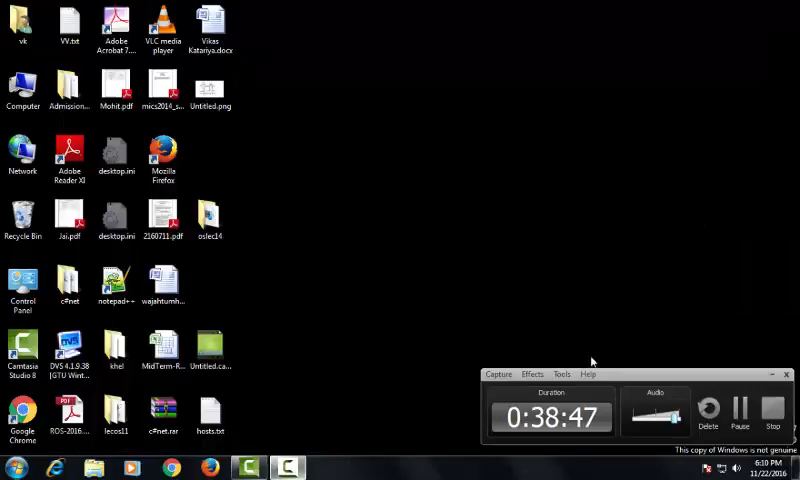 vk
VV.txt
Adobe
Acrobat 7....
VLC media
player
Vikas
Katariya.docx
Computer
Admission...
Mohit.pdf
mics2014_s...
Untitled.png
Network
Adobe
Reader XI
desktop.ini
Mozilla
Firefox
Recycle Bin
Jai.pdf
desktop.ini
2160711.pdf
oslec14
Control
Panel
c#net
notepad++
wajahtumh...
Camtasia
Studio 8
DVS 4.1.9.38
[GTU Wint...
khel
MidTerm-R...
Untitled.ca...
Google
Chrome
ROS-2016....
lecos11
c#net.rar
hosts.txt
Capture Effects Tools Help
Duration
Audio
0:38:47
Delete
Pause
Stop
This copy of Windows is not genuine
6:10 PM
11/22/2016